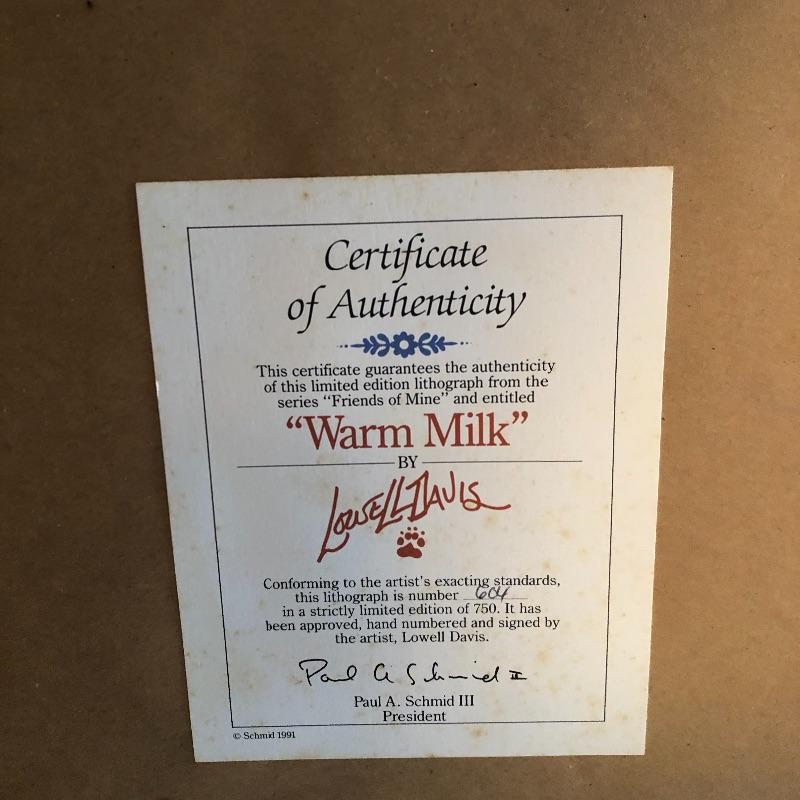 Certificate
of Authenticity
This certificate guarantees the authenticity
of this limited edition lithograph from the
series “Friends of Mine” and entitled
“Warm Milk”
BY
LOWELL DAVIS
Conforming to the artist’s exacting standards,
this lithograph is number 604
in a strictly limited edition of 750. It has
been approved, hand numbered and signed by
the artist, Lowell Davis.
Paul A Schmid III
Paul A. Schmid III
President
© Schmid 1991